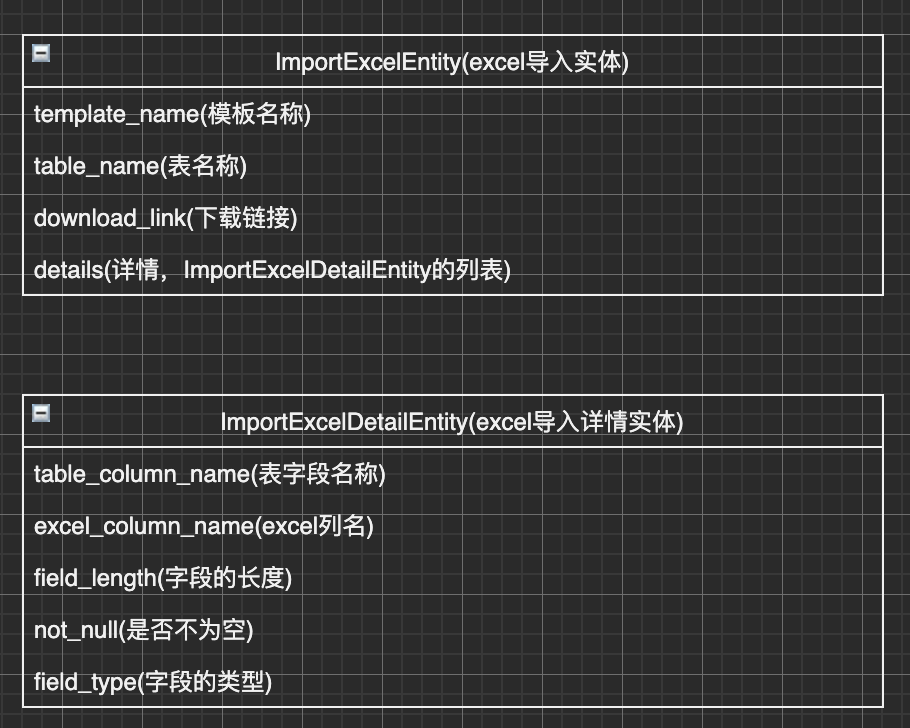 ImportExcelEntity(excel导入实体)
template_name(模板名称)
table_name(表名称)
download_link(下载链接)
details(详情，ImportExcelDetailEntity的列表)
ImportExcelDetailEntity(excel导入详情实体)
table_column_name(表字段名称)
excel_column_name(excel列名)
field_length(字段的长度)
not_null(是否不为空)
field_type(字段的类型)